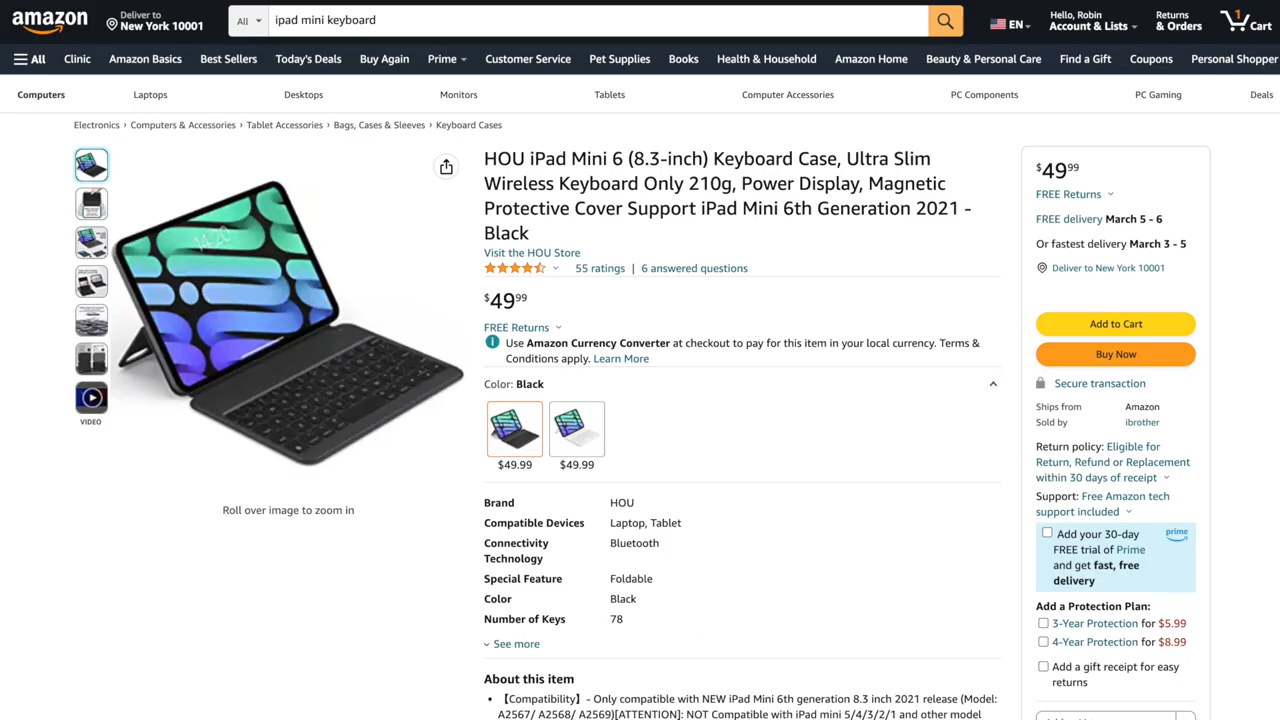 amazon
Deliver to
New York 10001
All
ipad mini keyboard
EN
Hello, Robin
Account & Lists
Returns
& Orders
1
Cart
All
Clinic
Amazon Basics
Best Sellers
Today's Deals
Buy Again
Prime
Customer Service
Pet Supplies
Books
Health & Household
Amazon Home
Beauty & Personal Care
Find a Gift
Coupons
Personal Shopper
Computers
Laptops
Desktops
Monitors
Tablets
Computer Accessories
PC Components
PC Gaming
Deals
Electronics › Computers & Accessories › Tablet Accessories › Bags, Cases & Sleeves › Keyboard Cases
VIDEO
14:20
Roll over image to zoom in
HOU iPad Mini 6 (8.3-inch) Keyboard Case, Ultra Slim
Wireless Keyboard Only 210g, Power Display, Magnetic
Protective Cover Support iPad Mini 6th Generation 2021 -
Black
Visit the HOU Store
55 ratings | 6 answered questions
$4999
FREE Returns
Use Amazon Currency Converter at checkout to pay for this item in your local currency. Terms &
Conditions apply. Learn More
Color: Black
$49.99
$49.99
Brand HOU
Compatible Devices Laptop, Tablet
Connectivity Bluetooth
Technology
Special Feature Foldable
Color Black
Number of Keys 78
See more
About this item
• 【Compatibility】- Only compatible with NEW iPad Mini 6th generation 8.3 inch 2021 release (Model:
A2567/ A2568/ A2569)[ATTENTION]: NOT Compatible with iPad mini 5/4/3/2/1 and other model
$4999
FREE Returns
FREE delivery March 5 - 6
Or fastest delivery March 3 - 5
Deliver to New York 10001
Add to Cart
Buy Now
Secure transaction
Ships from Amazon
Sold by ibrother
Return policy: Eligible for
Return, Refund or Replacement
within 30 days of receipt
Support: Free Amazon tech
support included
Add your 30-day
FREE trial of Prime
and get fast, free
delivery
prime
Add a Protection Plan:
3-Year Protection for $5.99
4-Year Protection for $8.99
Add a gift receipt for easy
returns